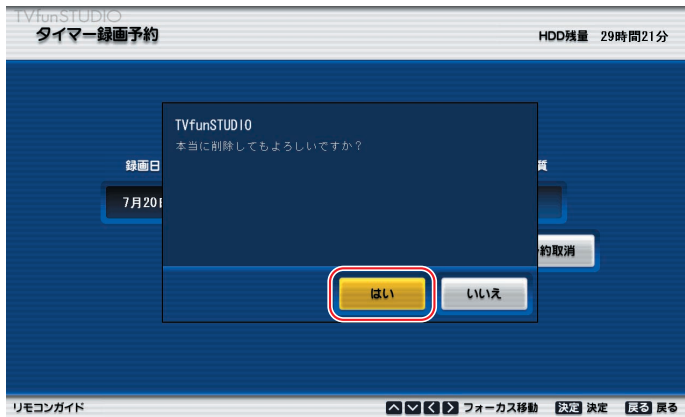 TVfunSTUDIO
タイマー録画予約
HDD残量 29時間21分
TVfunSTUDIO
本当に削除してもよろしいですか？
録画日
質
7月20日
約取消
はい
いいえ
リモコンガイド
フォーカス移動 決定 決定 戻る 戻る